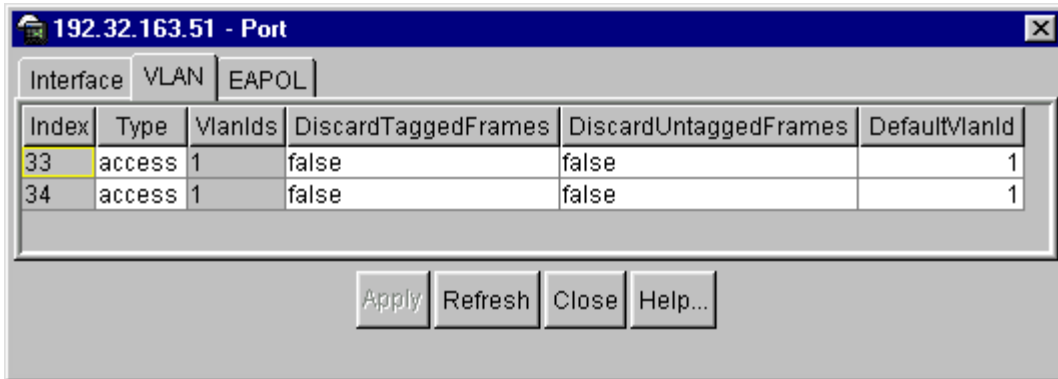 192.32.163.51 - Port
Interface VLAN EAPOL
Index Type VlanIds DiscardTaggedFrames DiscardUntaggedFrames DefaultVlanId
33 access 1 false false 1
34 access 1 false false 1
Apply Refresh Close Help...